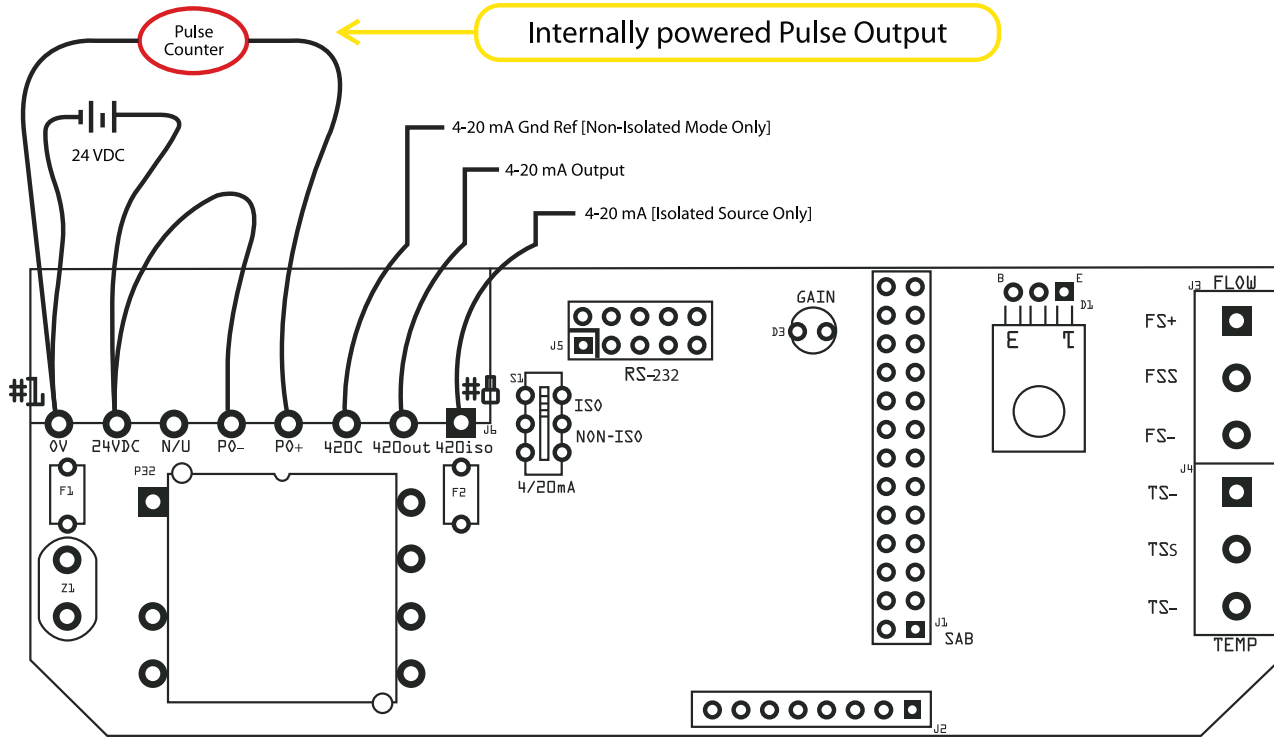 Pulse
Counter
Internally powered Pulse Output
24 VDC
4-20 mA Gnd Ref [Non-Isolated Mode Only]
4-20 mA Output
4-20 mA [Isolated Source Only]
#1
#8
J6
0V 24VDC N/U PO- PO+ 420C 420out 420iso
F1
P32
F2
Z1
J5
RS-232
S1
ISO
NON-ISO
4/20mA
GAIN
D3
J1
SAB
J2
B
E
D1
E
T
J3 FLOW
FS+
FSS
FS-
J4
TS-
TSS
TS-
TEMP